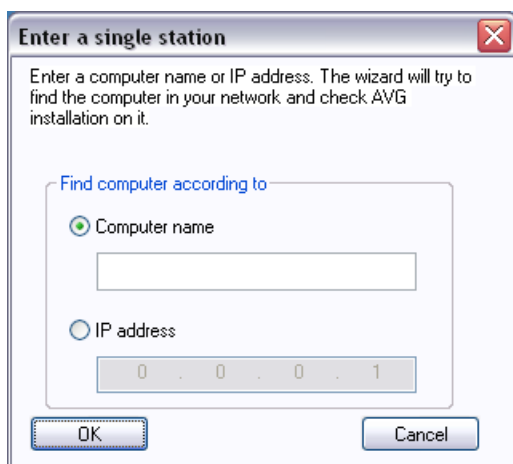 Enter a single station
Enter a computer name or IP address. The wizard will try to
find the computer in your network and check AVG
installation on it.
Find computer according to
Computer name
IP address
0 . 0 . 0 . 1
OK
Cancel